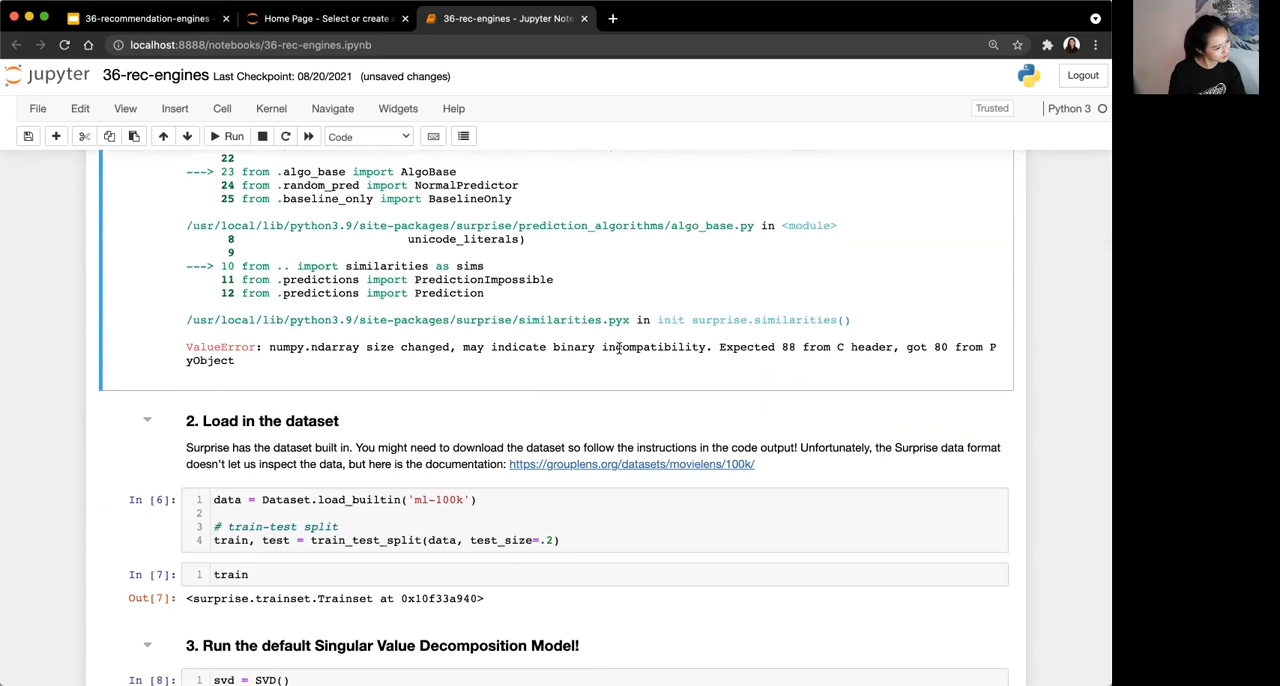 36-recommendation-engines
Home Page - Select or create a
36-rec-engines - Jupyter Note
localhost:8888/notebooks/36-rec-engines.ipynb
jupyter 36-rec-engines Last Checkpoint: 08/20/2021 (unsaved changes)
Logout
File Edit View Insert Cell Kernel Navigate Widgets Help
Trusted
Python 3
Run
Code
22
---> 23 from .algo_base import AlgoBase
24 from .random_pred import NormalPredictor
25 from .baseline_only import BaselineOnly
/usr/local/lib/python3.9/site-packages/surprise/prediction_algorithms/algo_base.py in <module>
8 unicode_literals)
9
---> 10 from .. import similarities as sims
11 from .predictions import PredictionImpossible
12 from .predictions import Prediction
/usr/local/lib/python3.9/site-packages/surprise/similarities.pyx in init surprise.similarities()
ValueError: numpy.ndarray size changed, may indicate binary incompatibility. Expected 88 from C header, got 80 from P
yObject
2. Load in the dataset
Surprise has the dataset built in. You might need to download the dataset so follow the instructions in the code output! Unfortunately, the Surprise data format
doesn't let us inspect the data, but here is the documentation: https://grouplens.org/datasets/movielens/100k/
In [6]: 1 data = Dataset.load_builtin('ml-100k')
2
3 # train-test split
4 train, test = train_test_split(data, test_size=.2)
In [7]: 1 train
Out[7]: <surprise.trainset.Trainset at 0x10f33a940>
3. Run the default Singular Value Decomposition Model!
In [8]: 1 svd = SVD()